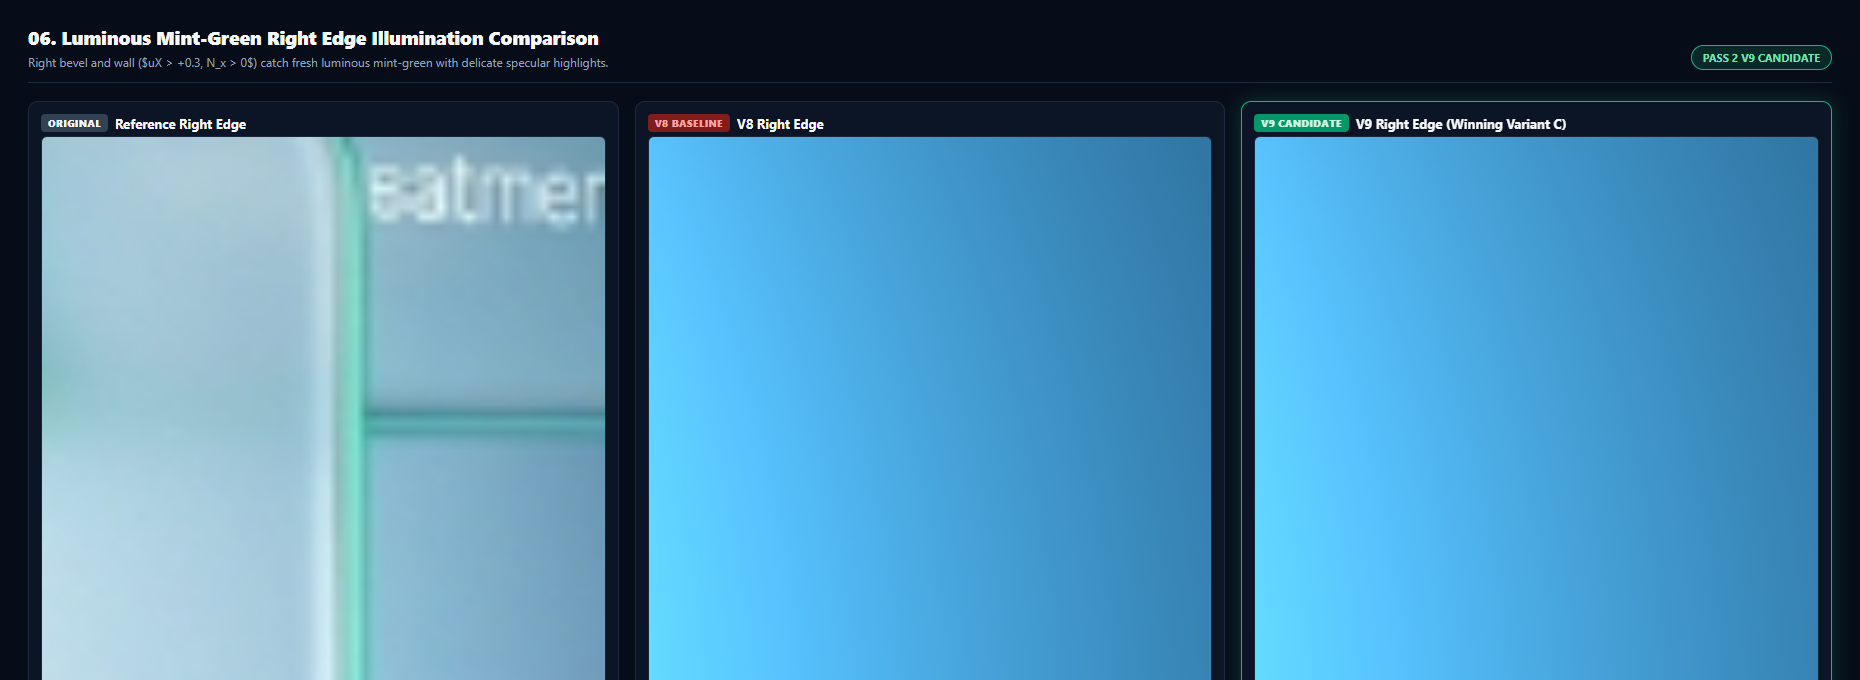 06. Luminous Mint-Green Right Edge Illumination Comparison
Right bevel and wall ($uX > +0.3, N_x > 0$) catch fresh luminous mint-green with delicate specular highlights.
PASS 2 V9 CANDIDATE
ORIGINAL Reference Right Edge
V8 BASELINE V8 Right Edge
V9 CANDIDATE V9 Right Edge (Winning Variant C)
eatmer